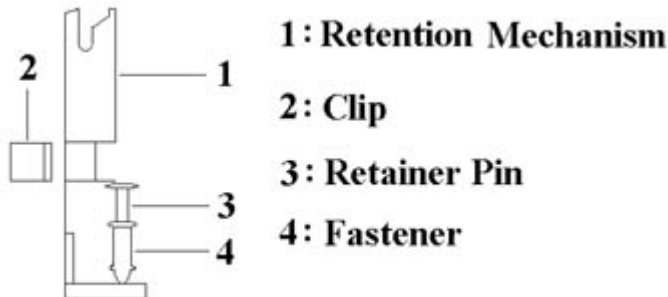 1: Retention Mechanism
2
1
2: Clip
3: Retainer Pin
3
4: Fastener
4